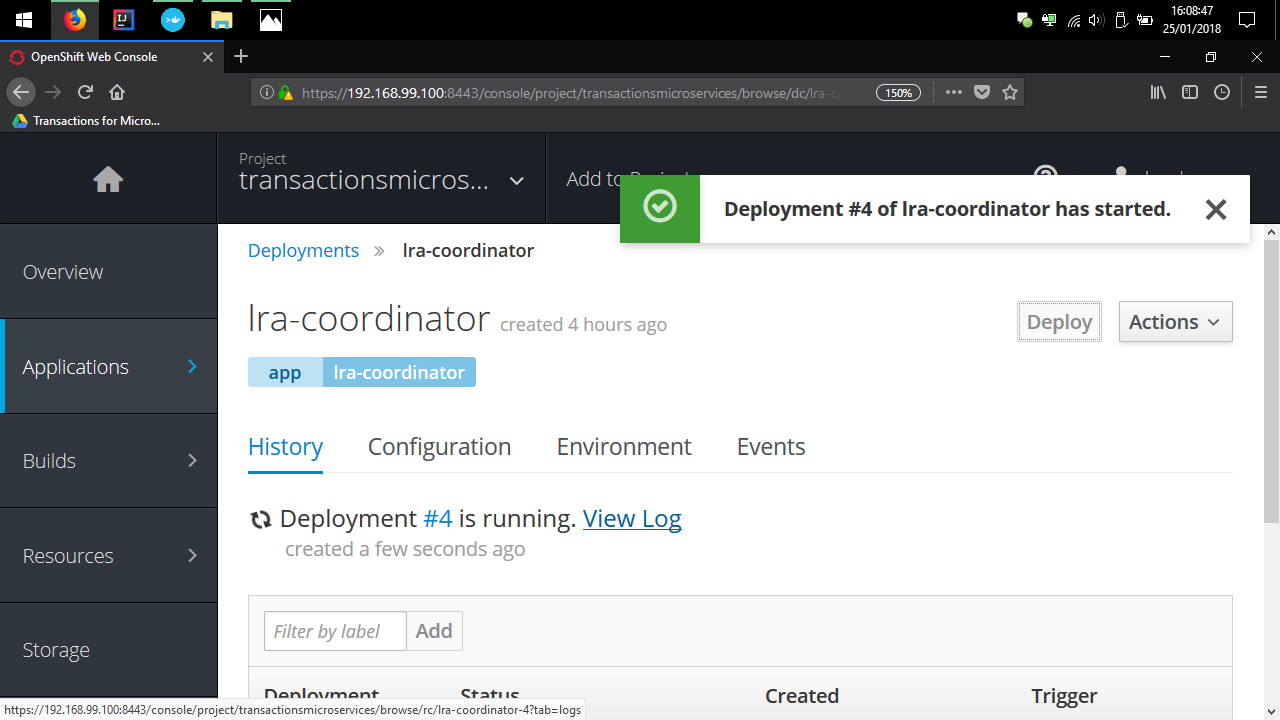 16:08:47
25/01/2018
OpenShift Web Console
https://192.168.99.100:8443/console/project/transactionsmicroservices/browse/dc/lra-c
150%
Transactions for Micro...
Project
transactionsmicros...
Add to Project
Deployment #4 of lra-coordinator has started.
Overview
Applications
Builds
Resources
Storage
Deployments » lra-coordinator
lra-coordinator created 4 hours ago
Deploy
Actions
app lra-coordinator
History Configuration Environment Events
Deployment #4 is running. View Log
created a few seconds ago
Filter by label Add
Deployment Status Created Trigger
https://192.168.99.100:8443/console/project/transactionsmicroservices/browse/rc/lra-coordinator-4?tab=logs